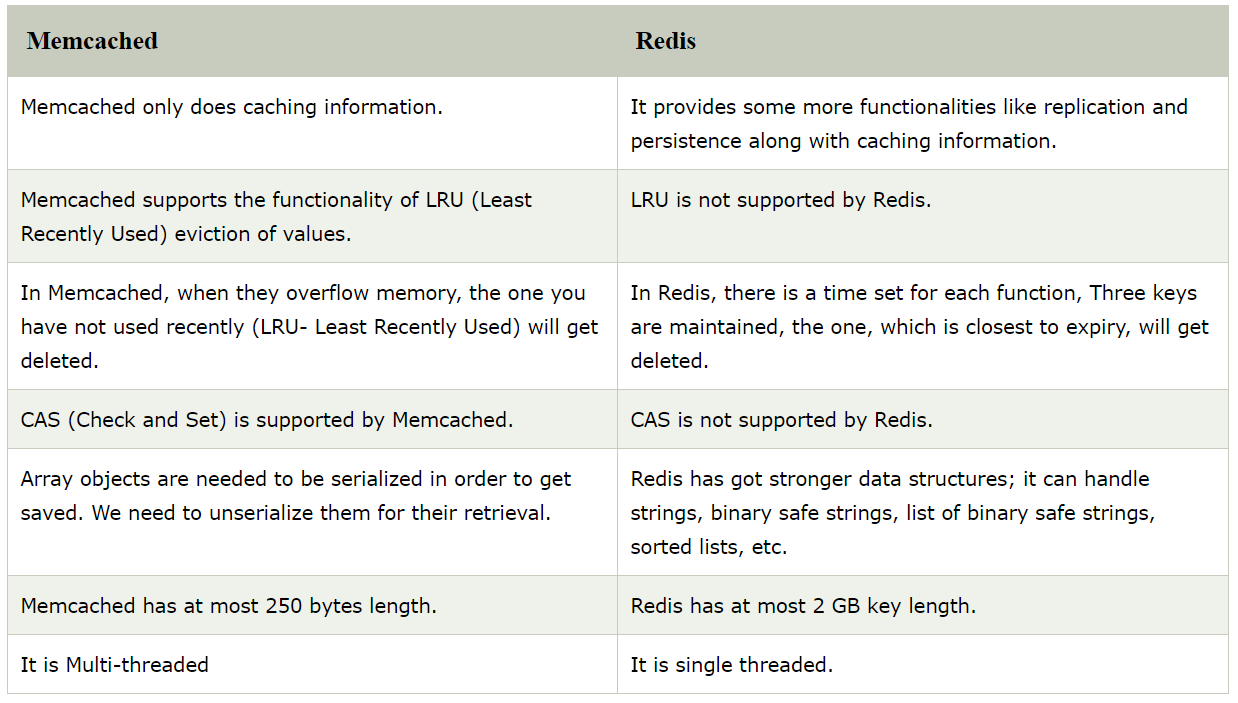 Memcached
Redis
Memcached only does caching information.
It provides some more functionalities like replication and
persistence along with caching information.
Memcached supports the functionality of LRU (Least
Recently Used) eviction of values.
LRU is not supported by Redis.
In Memcached, when they overflow memory, the one you
have not used recently (LRU- Least Recently Used) will get
deleted.
In Redis, there is a time set for each function, Three keys
are maintained, the one, which is closest to expiry, will get
deleted.
CAS (Check and Set) is supported by Memcached.
CAS is not supported by Redis.
Array objects are needed to be serialized in order to get
saved. We need to unserialize them for their retrieval.
Redis has got stronger data structures; it can handle
strings, binary safe strings, list of binary safe strings,
sorted lists, etc.
Memcached has at most 250 bytes length.
Redis has at most 2 GB key length.
It is Multi-threaded
It is single threaded.